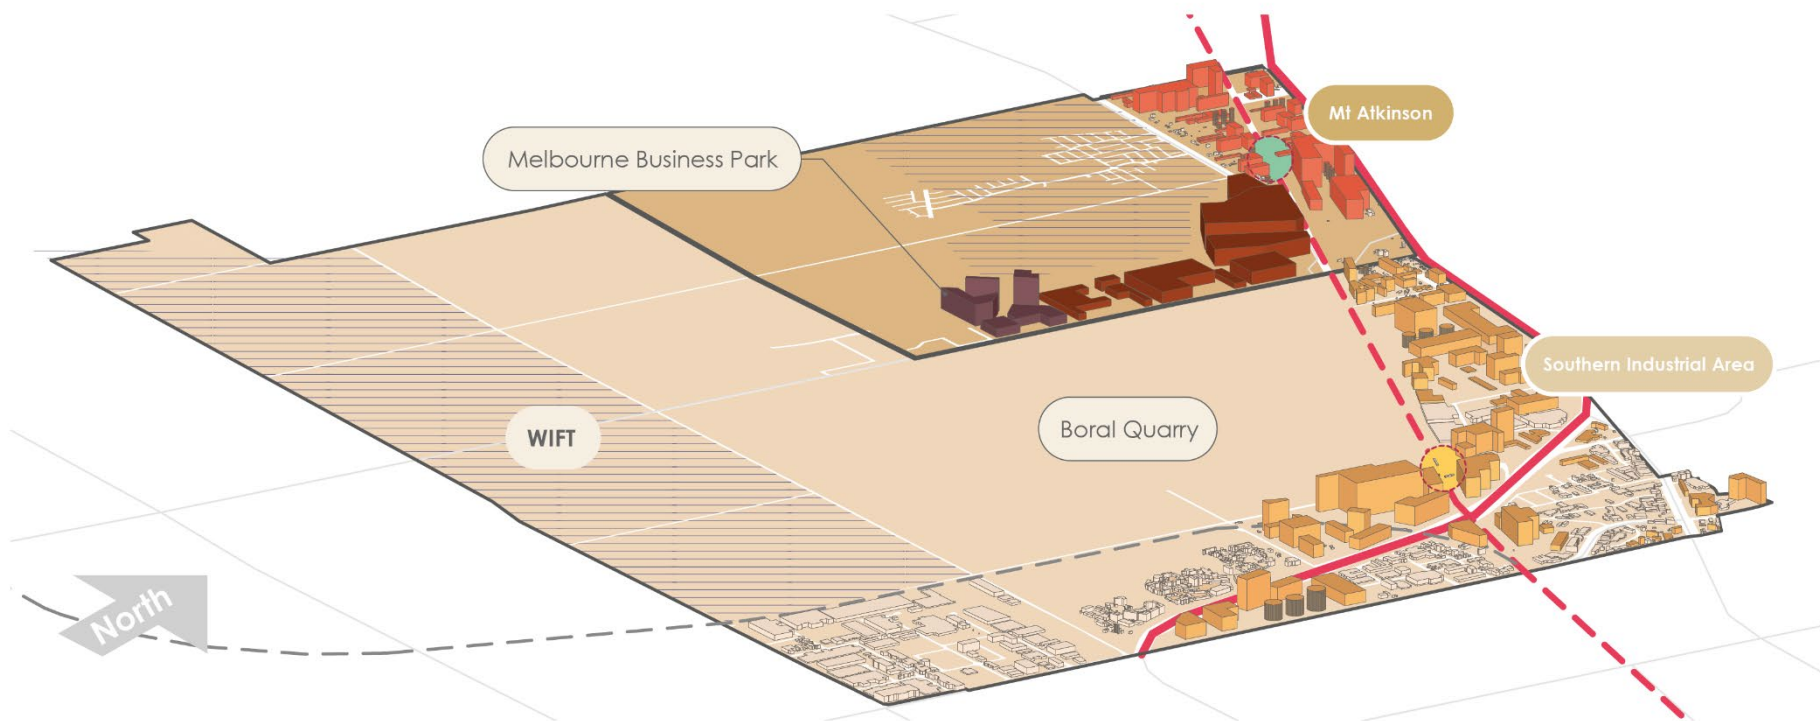 Mt Atkinson
Melbourne Business Park
Southern Industrial Area
WIFT
Boral Quarry
North